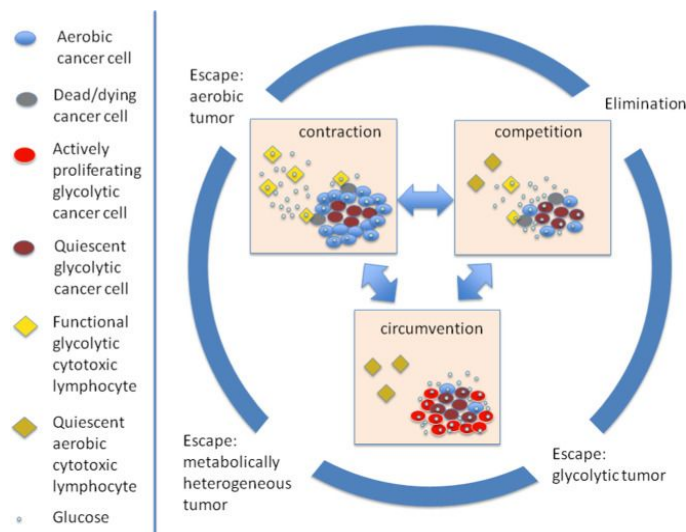 Aerobic
cancer cell
Dead/dying
cancer cell
Actively
proliferating
glycolytic
cancer cell
Quiescent
glycolytic
cancer cell
Functional
glycolytic
cytotoxic
lymphocyte
Quiescent
aerobic
cytotoxic
lymphocyte
Glucose
Escape:
aerobic
tumor
Elimination
contraction
competition
circumvention
Escape:
metabolically
heterogeneous
tumor
Escape:
glycolytic tumor